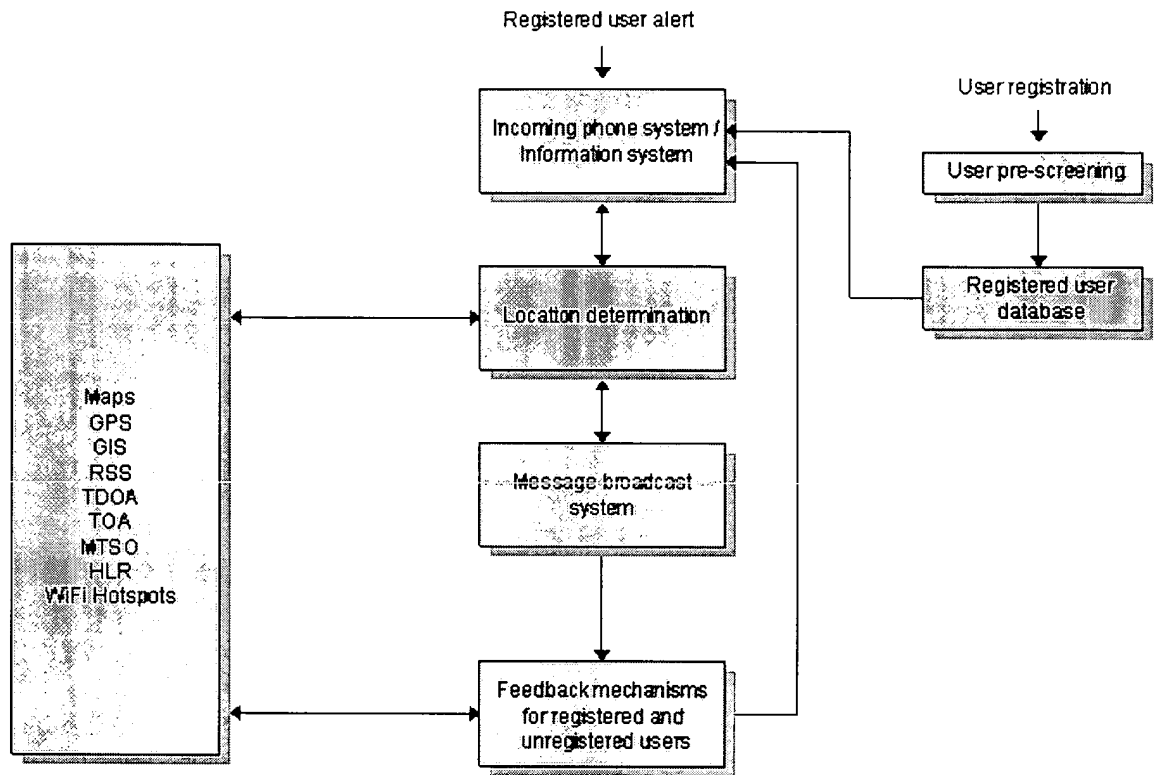 Registered user alert
Incoming phone system /
Information system
User registration
User pre-screening
Registered user
database
Location determination
Maps
GPS
GIS
RSS
TDOA
TOA
MTSO
HLR
WiFi Hotspots
Message broadcast
system
Feedback mechanisms
for registered and
unregistered users